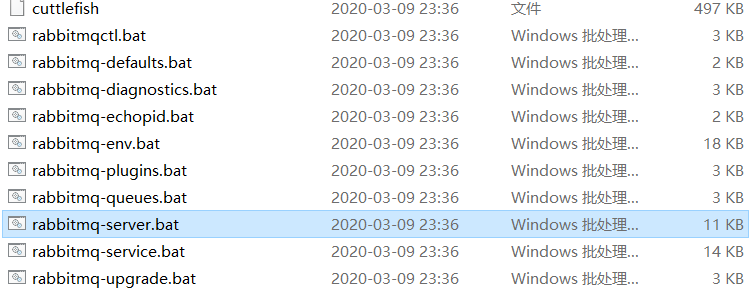 cuttlefish 2020-03-09 23:36 文件 497 KB
rabbitmqctl.bat 2020-03-09 23:36 Windows 批处理... 3 KB
rabbitmq-defaults.bat 2020-03-09 23:36 Windows 批处理... 2 KB
rabbitmq-diagnostics.bat 2020-03-09 23:36 Windows 批处理... 3 KB
rabbitmq-echopid.bat 2020-03-09 23:36 Windows 批处理... 2 KB
rabbitmq-env.bat 2020-03-09 23:36 Windows 批处理... 18 KB
rabbitmq-plugins.bat 2020-03-09 23:36 Windows 批处理... 3 KB
rabbitmq-queues.bat 2020-03-09 23:36 Windows 批处理... 3 KB
rabbitmq-server.bat 2020-03-09 23:36 Windows 批处理... 11 KB
rabbitmq-service.bat 2020-03-09 23:36 Windows 批处理... 14 KB
rabbitmq-upgrade.bat 2020-03-09 23:36 Windows 批处理... 3 KB